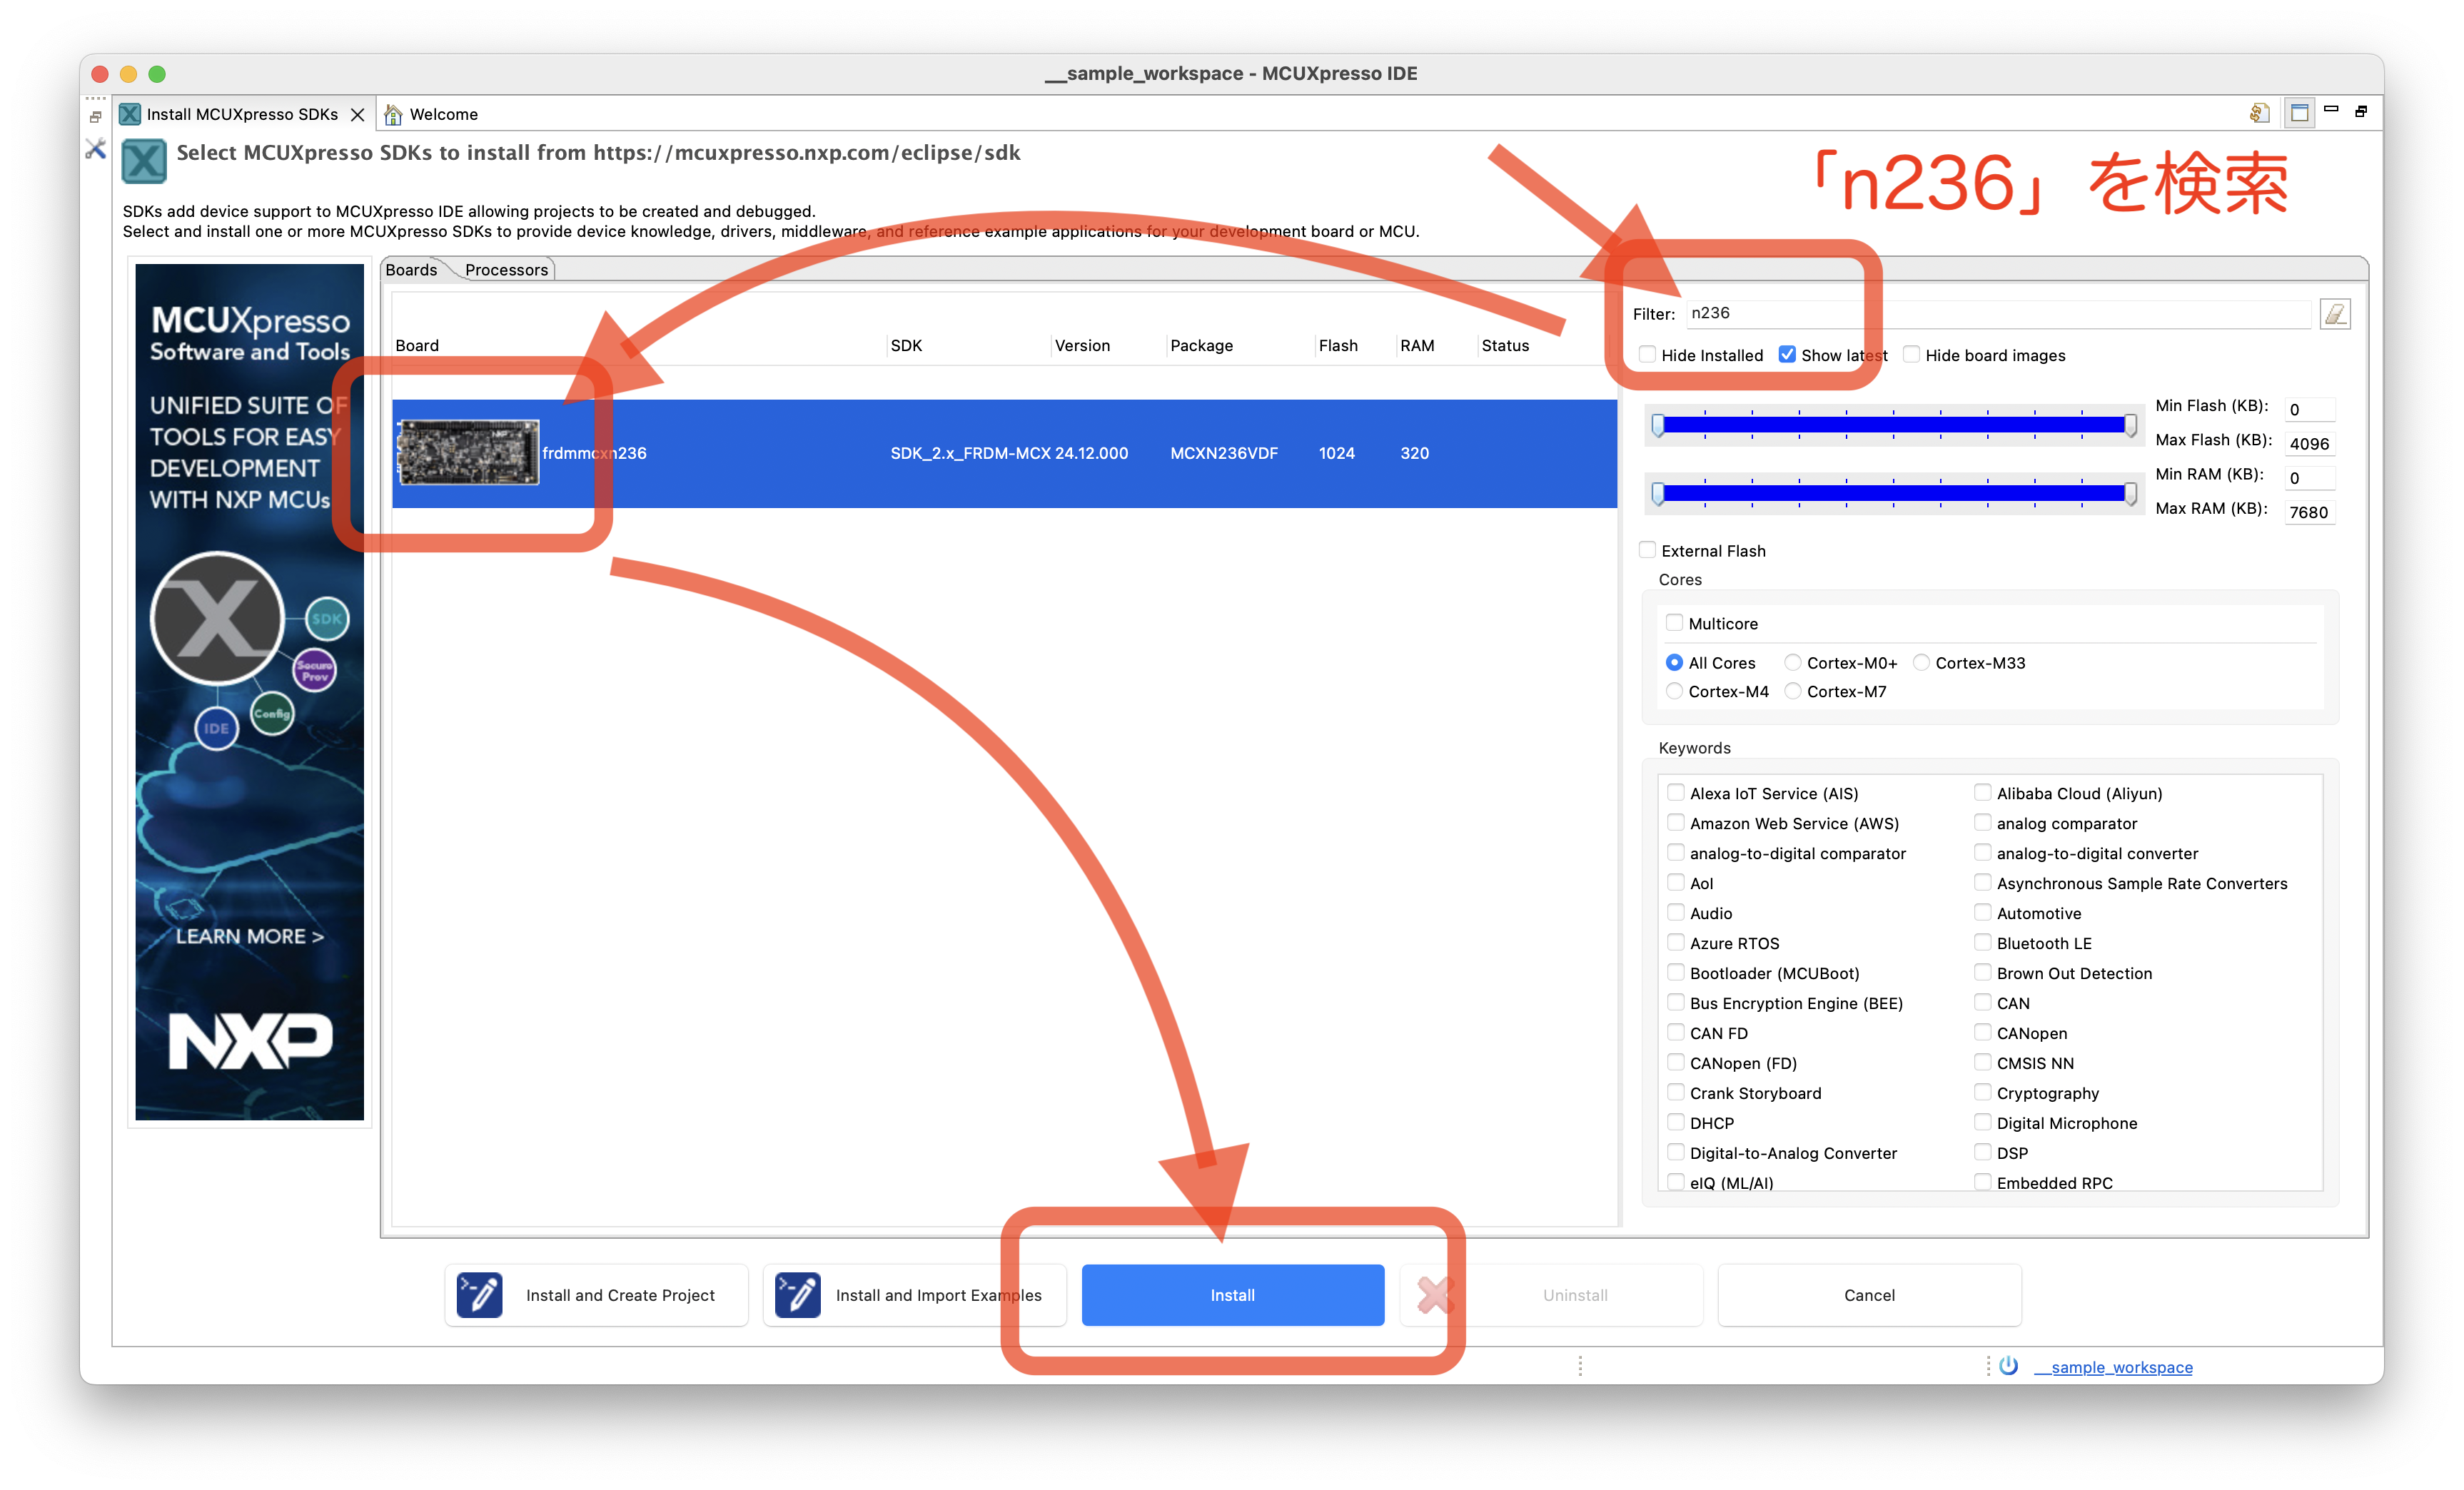 __sample_workspace - MCUXpresso IDE
Install MCUXpresso SDKs
Welcome
Select MCUXpresso SDKs to install from https://mcuxpresso.nxp.com/eclipse/sdk
「n236」を検索
SDKs add device support to MCUXpresso IDE allowing projects to be created and debugged.
Select and install one or more MCUXpresso SDKs to provide device knowledge, drivers, middleware, and reference example applications for your development board or MCU.
MCUXpresso
Software and Tools
UNIFIED SUITE OF
TOOLS FOR EASY
DEVELOPMENT
WITH NXP MCUs
SDK
Secure
Prov
Config
IDE
LEARN MORE >
NXP
Boards Processors
Board SDK Version Package Flash RAM Status
frdmmcxn236 SDK_2.x_FRDM-MCX 24.12.000 MCXN236VDF 1024 320
Filter: n236
Hide Installed Show latest Hide board images
Min Flash (KB): 0
Max Flash (KB): 4096
Min RAM (KB): 0
Max RAM (KB): 7680
External Flash
Cores
Multicore
All Cores Cortex-M0+ Cortex-M33
Cortex-M4 Cortex-M7
Keywords
Alexa IoT Service (AIS) Alibaba Cloud (Aliyun)
Amazon Web Service (AWS) analog comparator
analog-to-digital comparator analog-to-digital converter
AoI Asynchronous Sample Rate Converters
Audio Automotive
Azure RTOS Bluetooth LE
Bootloader (MCUBoot) Brown Out Detection
Bus Encryption Engine (BEE) CAN
CAN FD CANopen
CANopen (FD) CMSIS NN
Crank Storyboard Cryptography
DHCP Digital Microphone
Digital-to-Analog Converter DSP
eIQ (ML/AI) Embedded RPC
Install and Create Project Install and Import Examples Install Uninstall Cancel
__sample_workspace